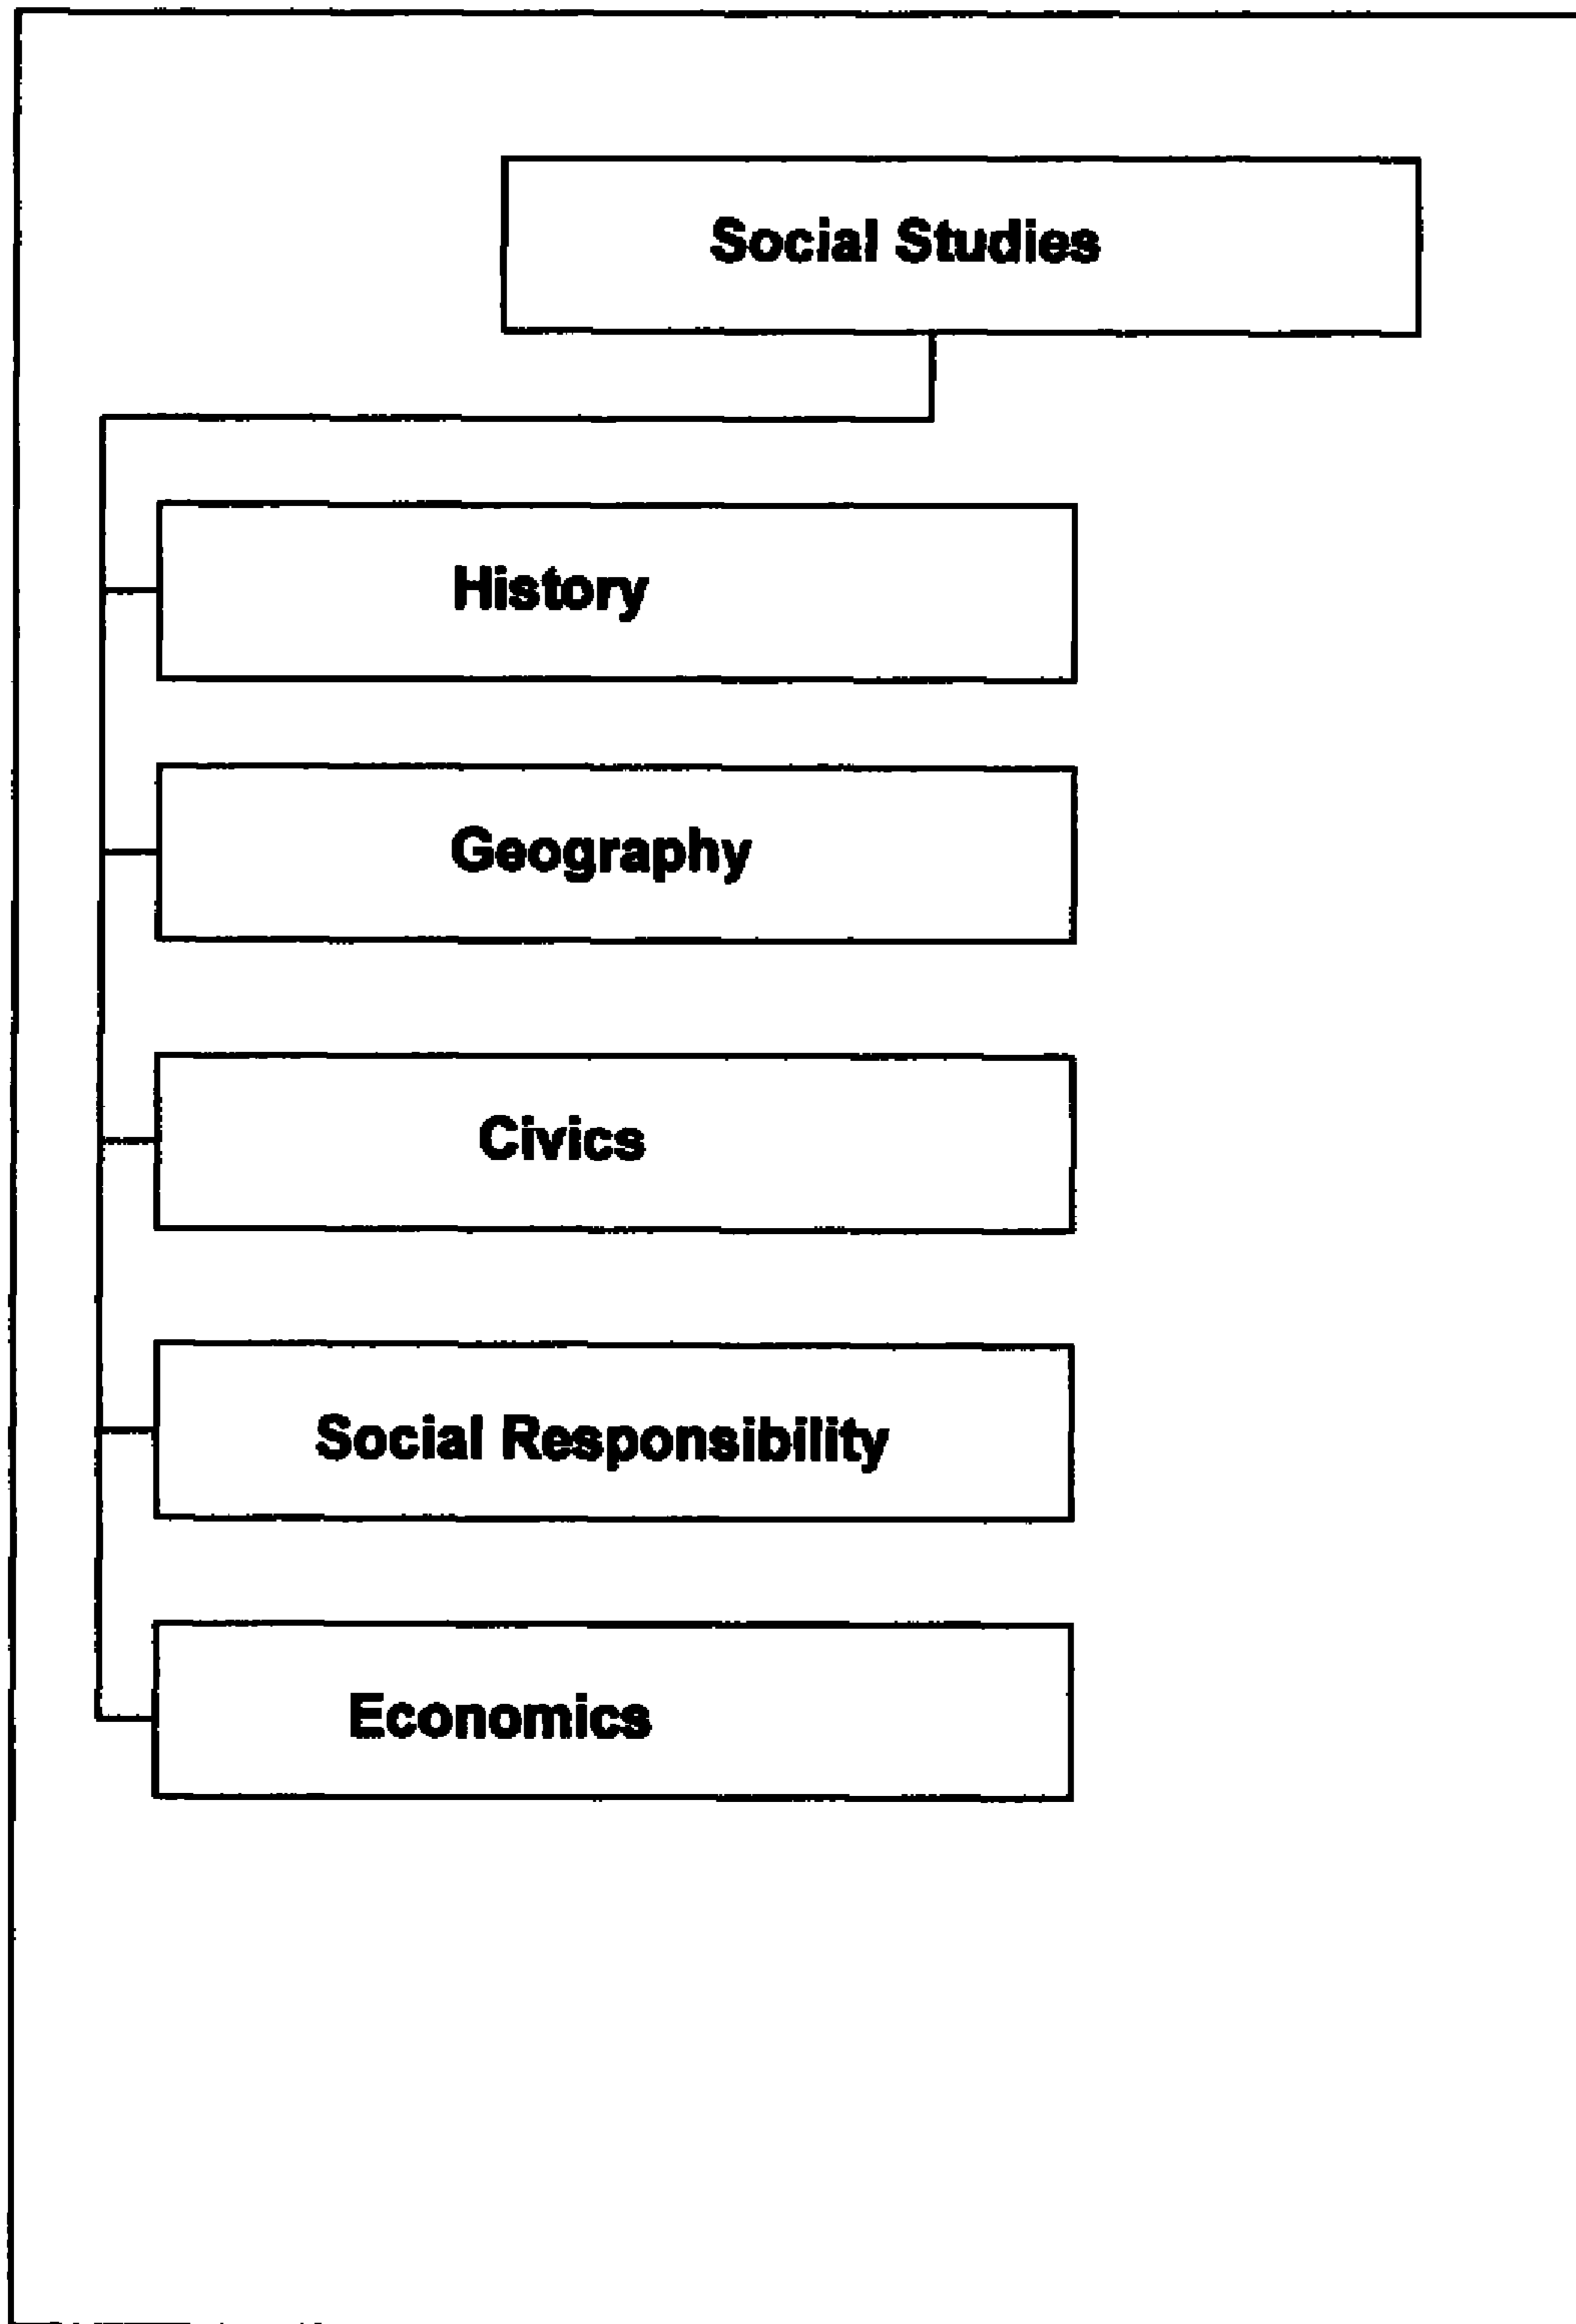 Social Studies
History
Geography
Civics
Social Responsibility
Economics